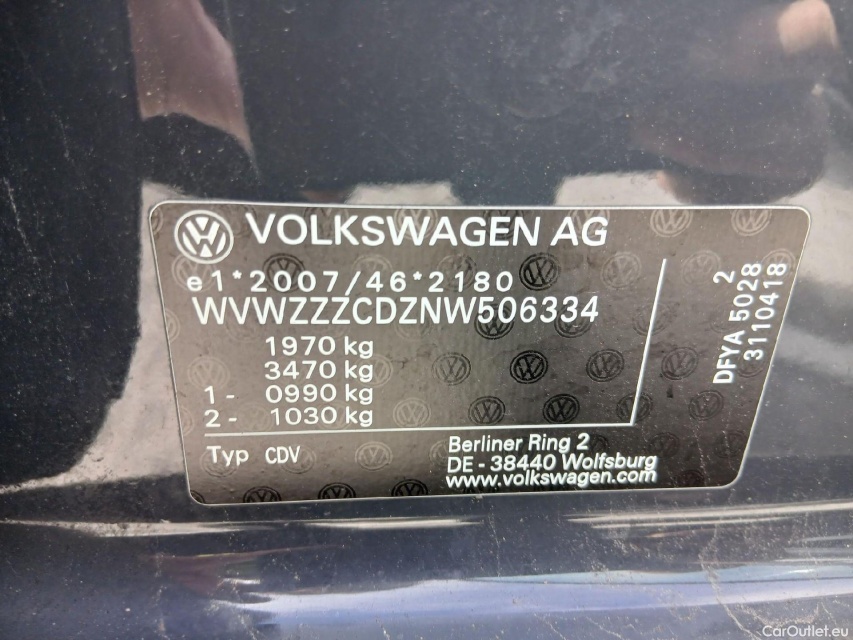 VOLKSWAGEN AG
e1*2007/46*2180
WVWZZZCDZNW506334
1970 kg
3470 kg
1 - 0990 kg
2 - 1030 kg
Typ CDV
Berliner Ring 2
DE - 38440 Wolfsburg
www.volkswagen.com
2
DFYA 5028
3110418
CarOutlet.eu